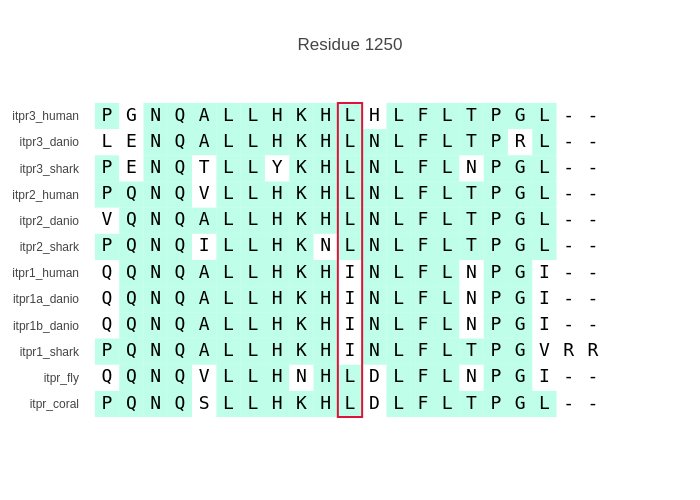 Residue 1250
itpr3_human P G N Q A L L H K H L H L F L T P G L - -
itpr3_danio L E N Q A L L H K H L N L F L T P R L - -
itpr3_shark P E N Q T L L Y K H L N L F L N P G L - -
itpr2_human P Q N Q V L L H K H L N L F L T P G L - -
itpr2_danio V Q N Q A L L H K H L N L F L T P G L - -
itpr2_shark P Q N Q I L L H K N L N L F L T P G L - -
itpr1_human Q Q N Q A L L H K H I N L F L N P G I - -
itpr1a_danio Q Q N Q A L L H K H I N L F L N P G I - -
itpr1b_danio Q Q N Q A L L H K H I N L F L N P G I - -
itpr1_shark P Q N Q A L L H K H I N L F L T P G V R R
itpr_fly Q Q N Q V L L H N H L D L F L N P G I - -
itpr_coral P Q N Q S L L H K H L D L F L T P G L - -